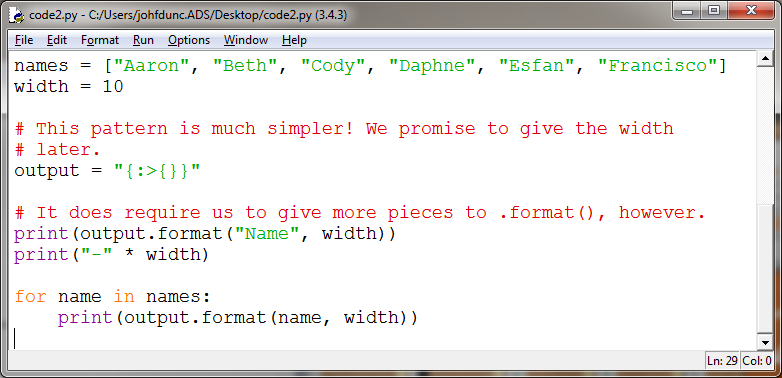 code2.py - C:/Users/johfdunc.ADS/Desktop/code2.py (3.4.3)
File Edit Format Run Options Window Help
names = ["Aaron", "Beth", "Cody", "Daphne", "Esfan", "Francisco"]
width = 10

# This pattern is much simpler! We promise to give the width
# later.
output = "{:>{}}"

# It does require us to give more pieces to .format(), however.
print(output.format("Name", width))
print("-" * width)

for name in names:
    print(output.format(name, width))
Ln: 29 Col: 0